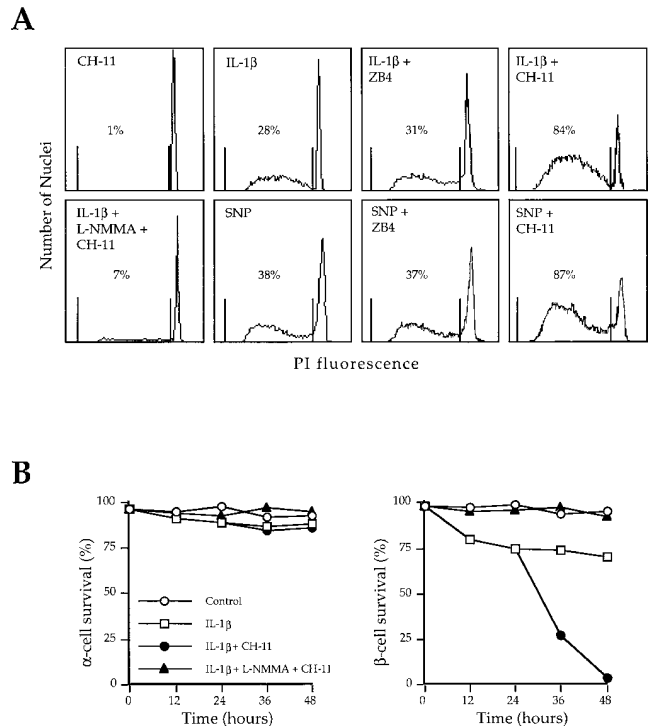 A
Number of Nuclei
CH-11
1%
IL-1β
28%
IL-1β +
ZB4
31%
IL-1β +
CH-11
84%
IL-1β +
L-NMMA +
CH-11
7%
SNP
38%
SNP +
ZB4
37%
SNP +
CH-11
87%
PI fluorescence
B
α-cell survival (%)
100
75
50
25
0
0 12 24 36 48
Time (hours)
Control
IL-1β
IL-1β + CH-11
IL-1β + L-NMMA + CH-11
β-cell survival (%)
100
75
50
25
0
0 12 24 36 48
Time (hours)